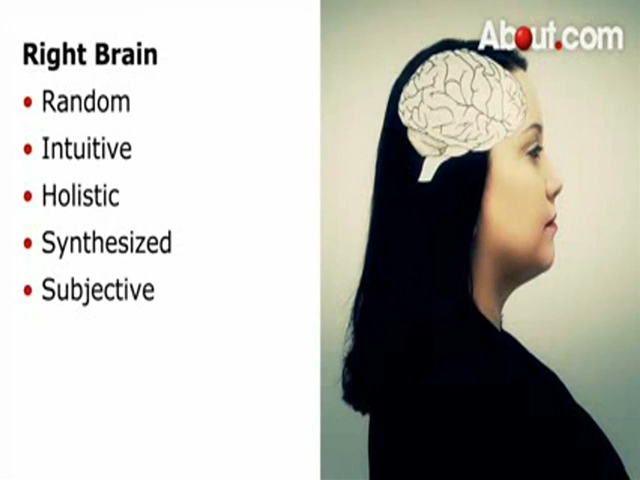 About.com
Right Brain
• Random
• Intuitive
• Holistic
• Synthesized
• Subjective